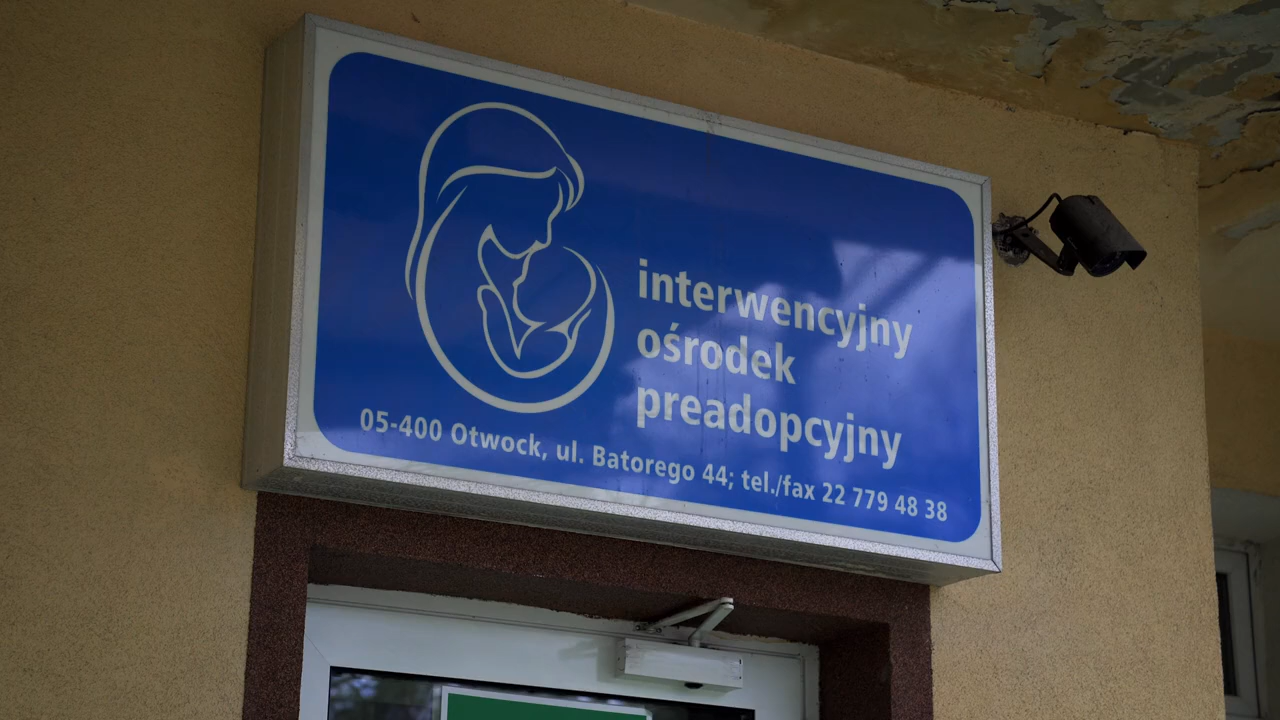 interwencyjny
ośrodek
preadopcyjny
05-400 Otwock, ul. Batorego 44; tel./fax 22 779 48 38